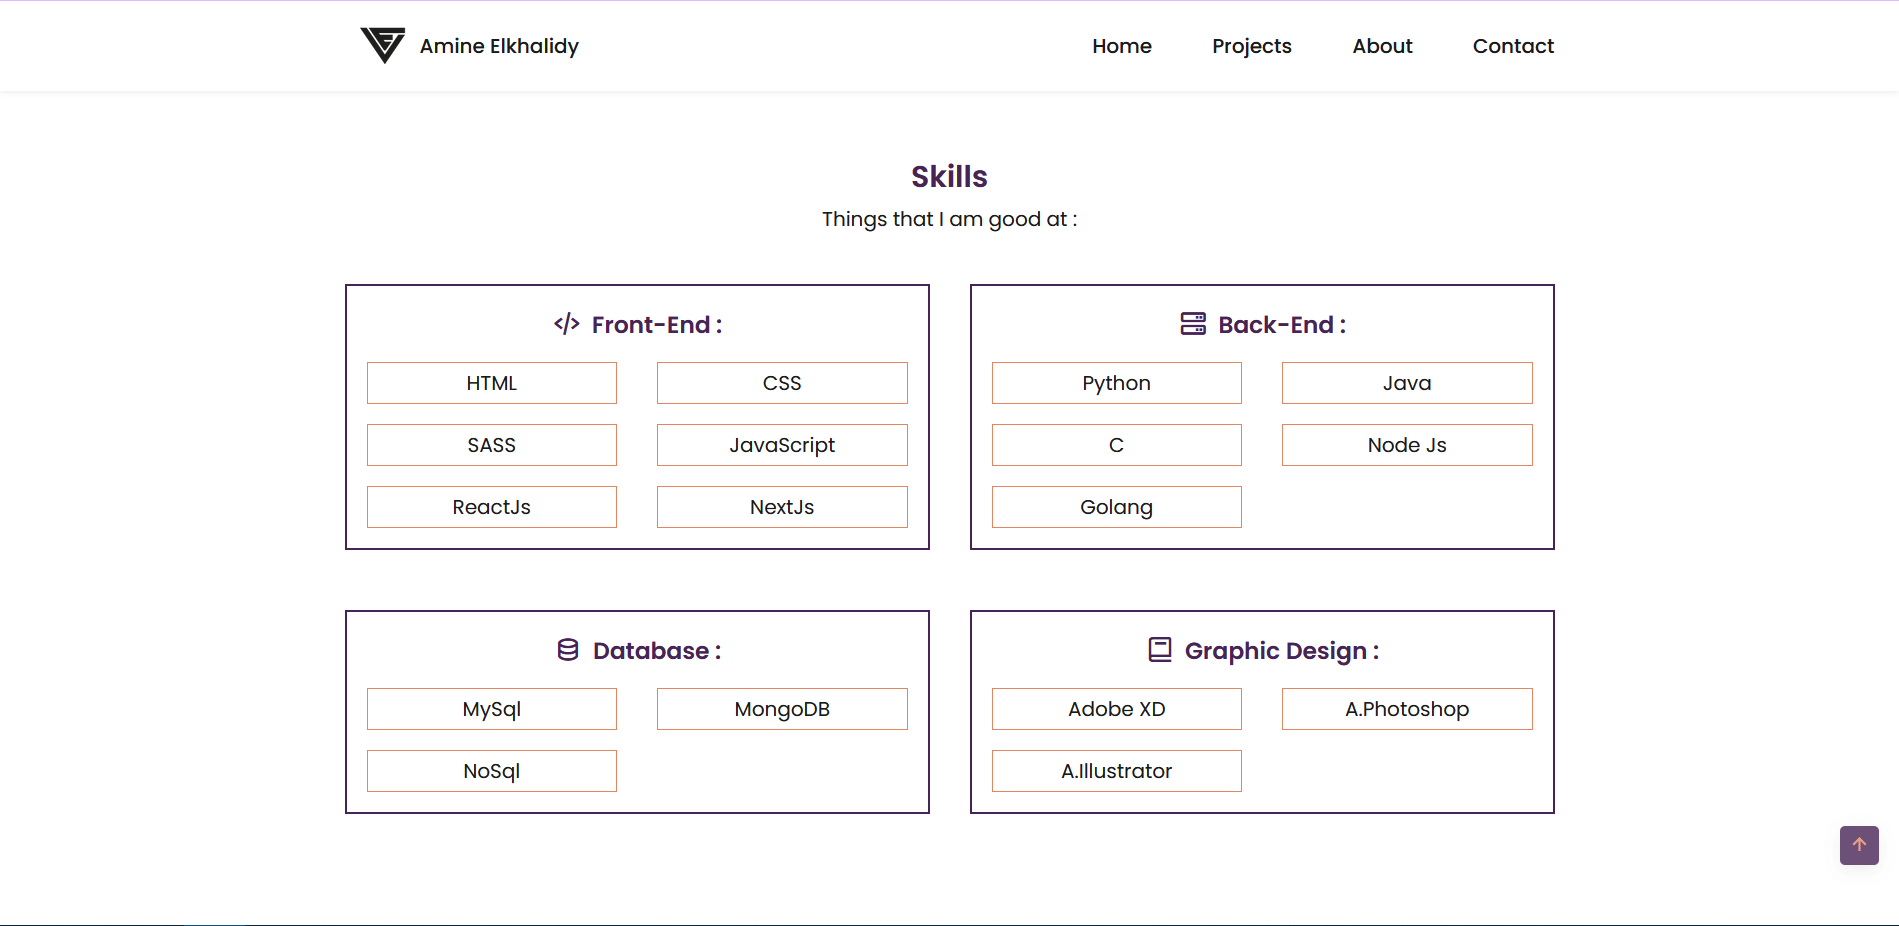 Amine Elkhalidy
Home Projects About Contact
Skills
Things that I am good at :
Front-End :
HTML CSS
SASS JavaScript
ReactJs NextJs
Back-End :
Python Java
C Node Js
Golang
Database :
MySql MongoDB
NoSql
Graphic Design :
Adobe XD A.Photoshop
A.Illustrator